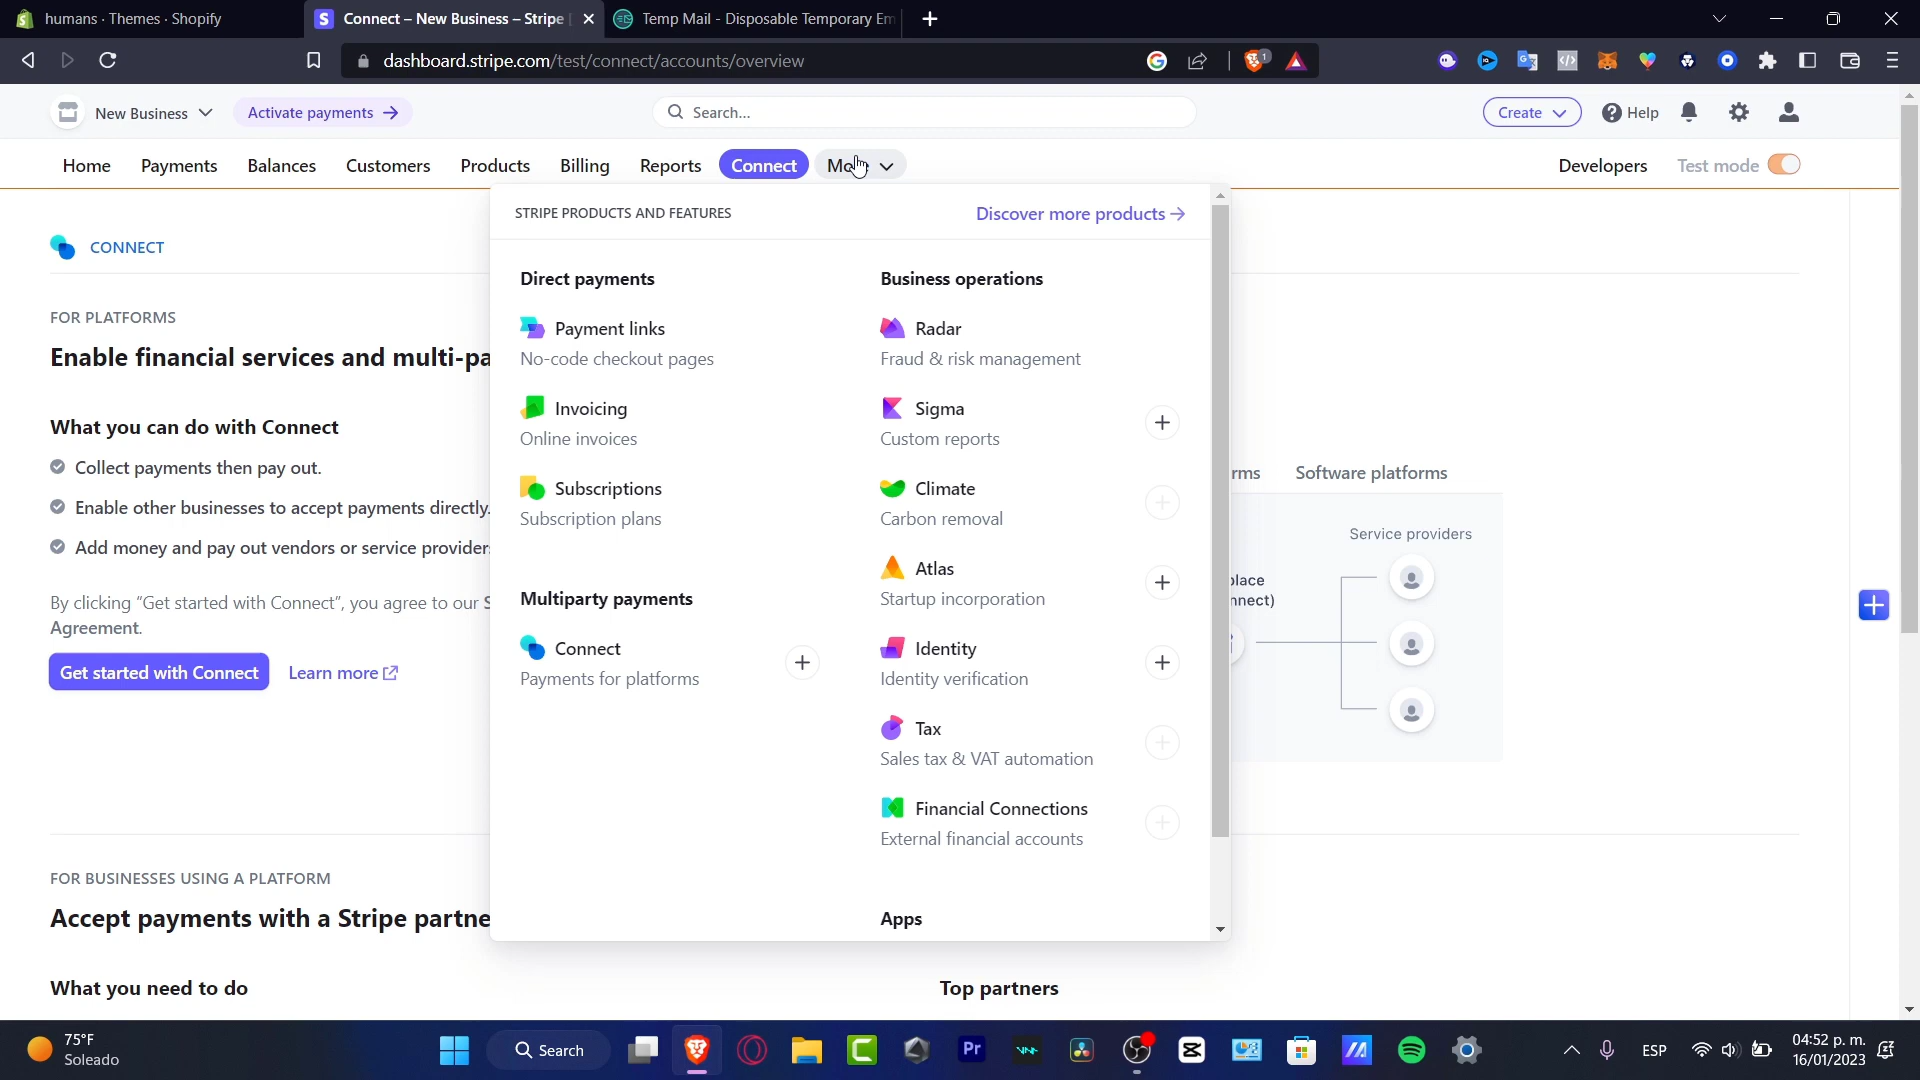 humans · Themes · Shopify
Connect – New Business – Stripe
Temp Mail - Disposable Temporary Em
dashboard.stripe.com/test/connect/accounts/overview
1
New Business
Activate payments →
Search...
Create
Help
Home
Payments
Balances
Customers
Products
Billing
Reports
Connect
Developers
Test mode
STRIPE PRODUCTS AND FEATURES
Discover more products →
CONNECT
Direct payments
Business operations
FOR PLATFORMS
Payment links
No-code checkout pages
Radar
Fraud & risk management
Enable financial services and multi-pa
Invoicing
Online invoices
Sigma
Custom reports
What you can do with Connect
Collect payments then pay out.
Enable other businesses to accept payments directly.
Add money and pay out vendors or service provider
Subscriptions
Subscription plans
Climate
Carbon removal
rms
Software platforms
Service providers
Atlas
Startup incorporation
place
nnect)
By clicking “Get started with Connect”, you agree to our S
Agreement.
Multiparty payments
Connect
Payments for platforms
Identity
Identity verification
Get started with Connect
Learn more
Tax
Sales tax & VAT automation
Financial Connections
External financial accounts
FOR BUSINESSES USING A PLATFORM
Accept payments with a Stripe partne
Apps
What you need to do
Top partners
75°F
Soleado
Search
Pr
ESP
04:52 p. m.
16/01/2023